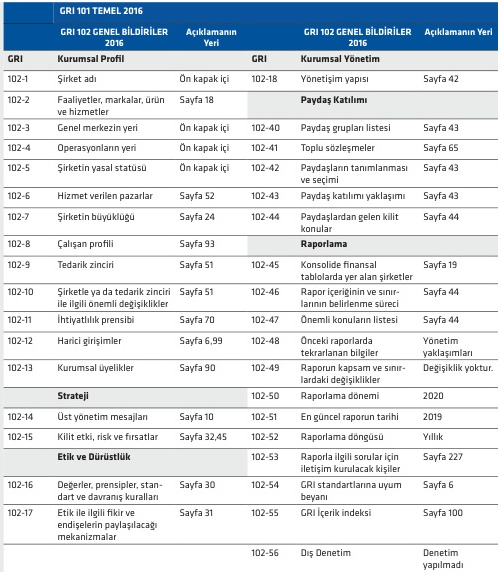 GRI 101 TEMEL 2016
GRI 102 GENEL BİLDİRİLER 2016 Açıklamanın Yeri GRI 102 GENEL BİLDİRİLER 2016 Açıklamanın Yeri
GRI Kurumsal Profil GRI Kurumsal Yönetim
102-1 Şirket adı Ön kapak içi 102-18 Yönetişim yapısı Sayfa 42
102-2 Faaliyetler, markalar, ürün ve hizmetler Sayfa 18 Paydaş Katılımı
102-3 Genel merkezin yeri Ön kapak içi 102-40 Paydaş grupları listesi Sayfa 43
102-4 Operasyonların yeri Ön kapak içi 102-41 Toplu sözleşmeler Sayfa 65
102-5 Şirketin yasal statüsü Ön kapak içi 102-42 Paydaşların tanımlanması ve seçimi Sayfa 43
102-6 Hizmet verilen pazarlar Sayfa 52 102-43 Paydaş katılımı yaklaşımı Sayfa 43
102-7 Şirketin büyüklüğü Sayfa 24 102-44 Paydaşlardan gelen kilit konular Sayfa 44
102-8 Çalışan profili Sayfa 93 Raporlama
102-9 Tedarik zinciri Sayfa 51 102-45 Konsolide finansal tablolarda yer alan şirketler Sayfa 19
102-10 Şirketle ya da tedarik zinciri ile ilgili önemli değişiklikler Sayfa 51 102-46 Rapor içeriğinin ve sınır- larının belirlenme süreci Sayfa 44
102-11 İhtiyatlılık prensibi Sayfa 70 102-47 Önemli konuların listesi Sayfa 44
102-12 Harici girişimler Sayfa 6,99 102-48 Önceki raporlarda tekrarlanan bilgiler Yönetim yaklaşımları
102-13 Kurumsal üyelikler Sayfa 90 102-49 Raporun kapsam ve sınır- lardaki değişiklikler Değişiklik yoktur.
Strateji 102-50 Raporlama dönemi 2020
102-14 Üst yönetim mesajları Sayfa 10 102-51 En güncel raporun tarihi 2019
102-15 Kilit etki, risk ve fırsatlar Sayfa 32,45 102-52 Raporlama döngüsü Yıllık
Etik ve Dürüstlük 102-53 Raporla ilgili sorular için iletişim kurulacak kişiler Sayfa 227
102-16 Değerler, prensipler, stan- dart ve davranış kuralları Sayfa 30 102-54 GRI standartlarına uyum beyanı Sayfa 6
102-17 Etik ile ilgili fikir ve endişelerin paylaşılacağı mekanizmalar Sayfa 31 102-55 GRI İçerik indeksi Sayfa 100
102-56 Dış Denetim Denetim yapılmadı